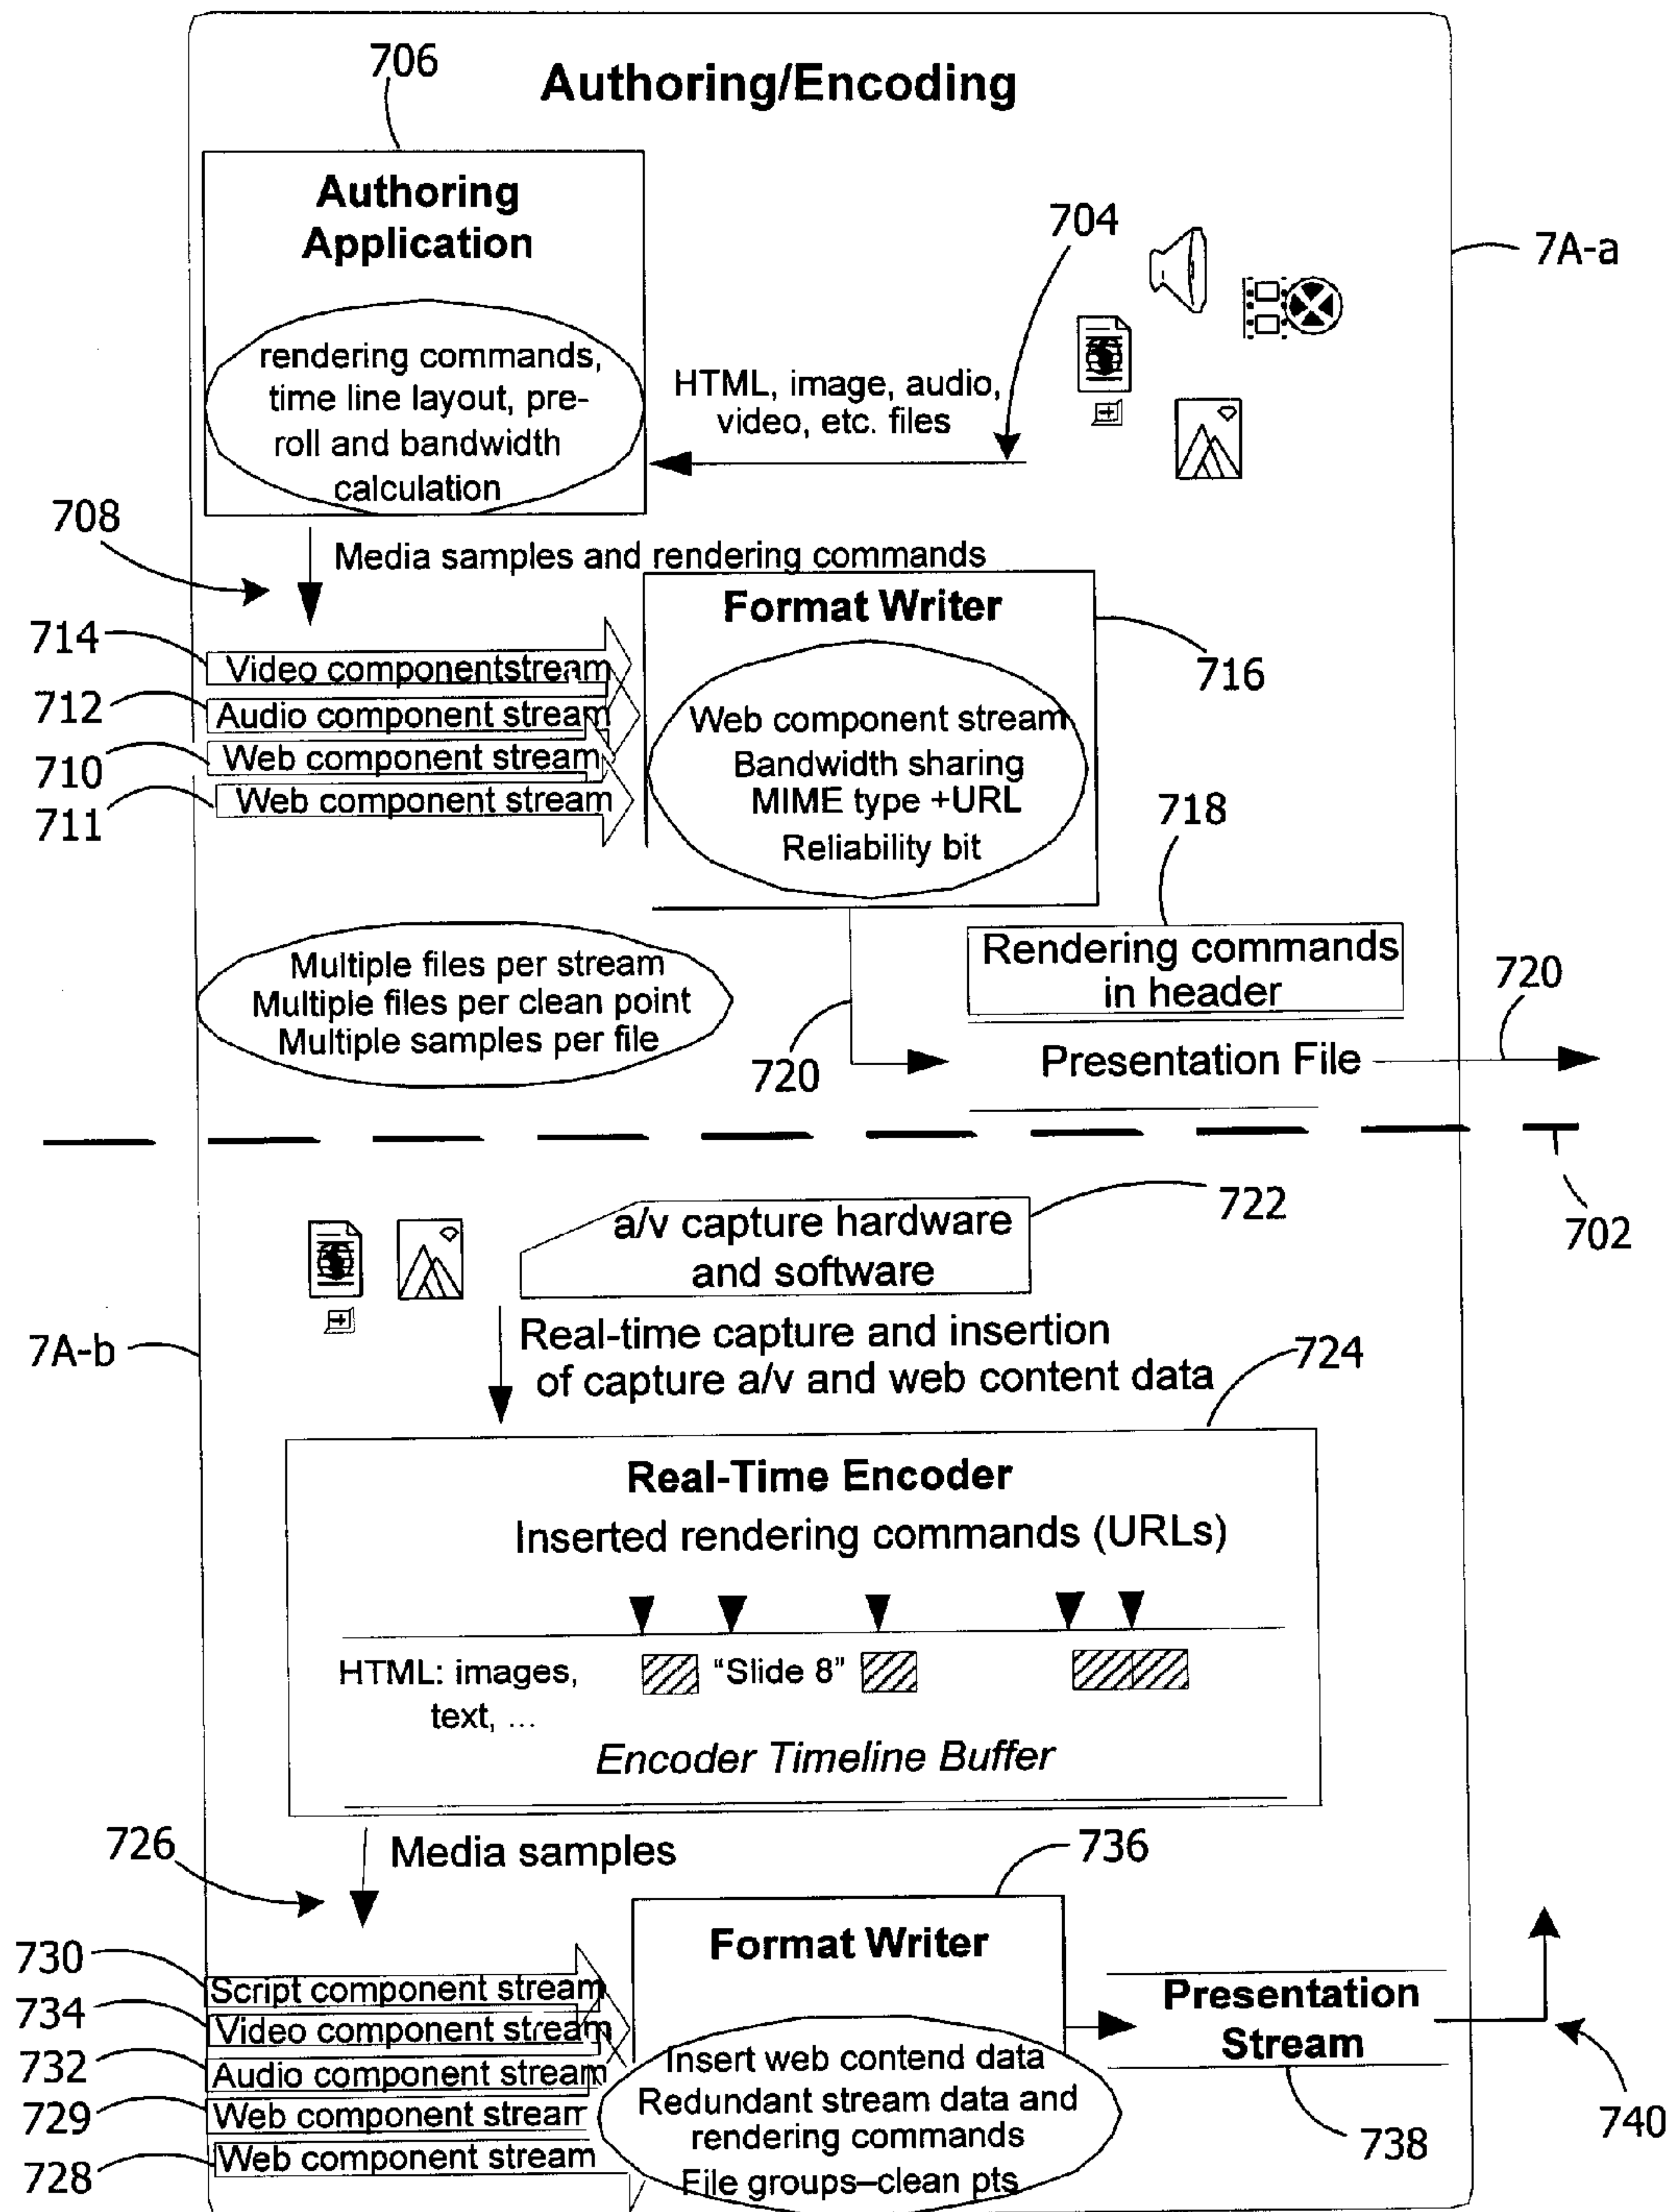 706
Authoring/Encoding
Authoring
Application
704
7A-a
rendering commands,
time line layout, pre-
roll and bandwidth
calculation
HTML, image, audio,
video, etc. files
708
Media samples and rendering commands
Format Writer
714
Video componentstream
716
712
Audio component stream
Web component stream
710
Web component stream
Bandwidth sharing
711
Web component stream
MIME type +URL
718
Reliability bit
Multiple files per stream
Multiple files per clean point
Multiple samples per file
Rendering commands
in header
720
720
Presentation File
722
702
a/v capture hardware
and software
7A-b
Real-time capture and insertion
of capture a/v and web content data
724
Real-Time Encoder
Inserted rendering commands (URLs)
HTML: images,
text, ...
“Slide 8”
Encoder Timeline Buffer
726
Media samples
736
Format Writer
730
Script component stream
734
Video component stream
732
Audio component stream
729
Web component stream
728
Web component stream
Insert web contend data
Redundant stream data and
rendering commands
File groups–clean pts
Presentation
Stream
738
740